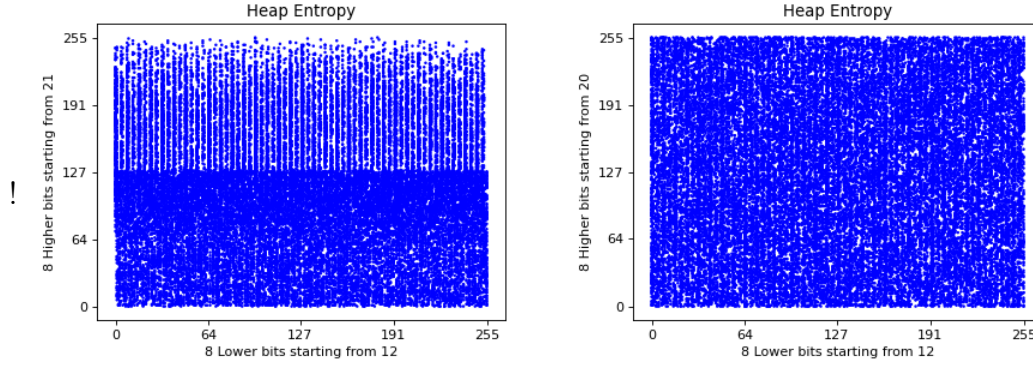 Heap Entropy
255
191
127
64
0
8 Higher bits starting from 21
0 64 127 191 255
8 Lower bits starting from 12
!
Heap Entropy
255
191
127
64
0
8 Higher bits starting from 20
0 64 127 191 255
8 Lower bits starting from 12